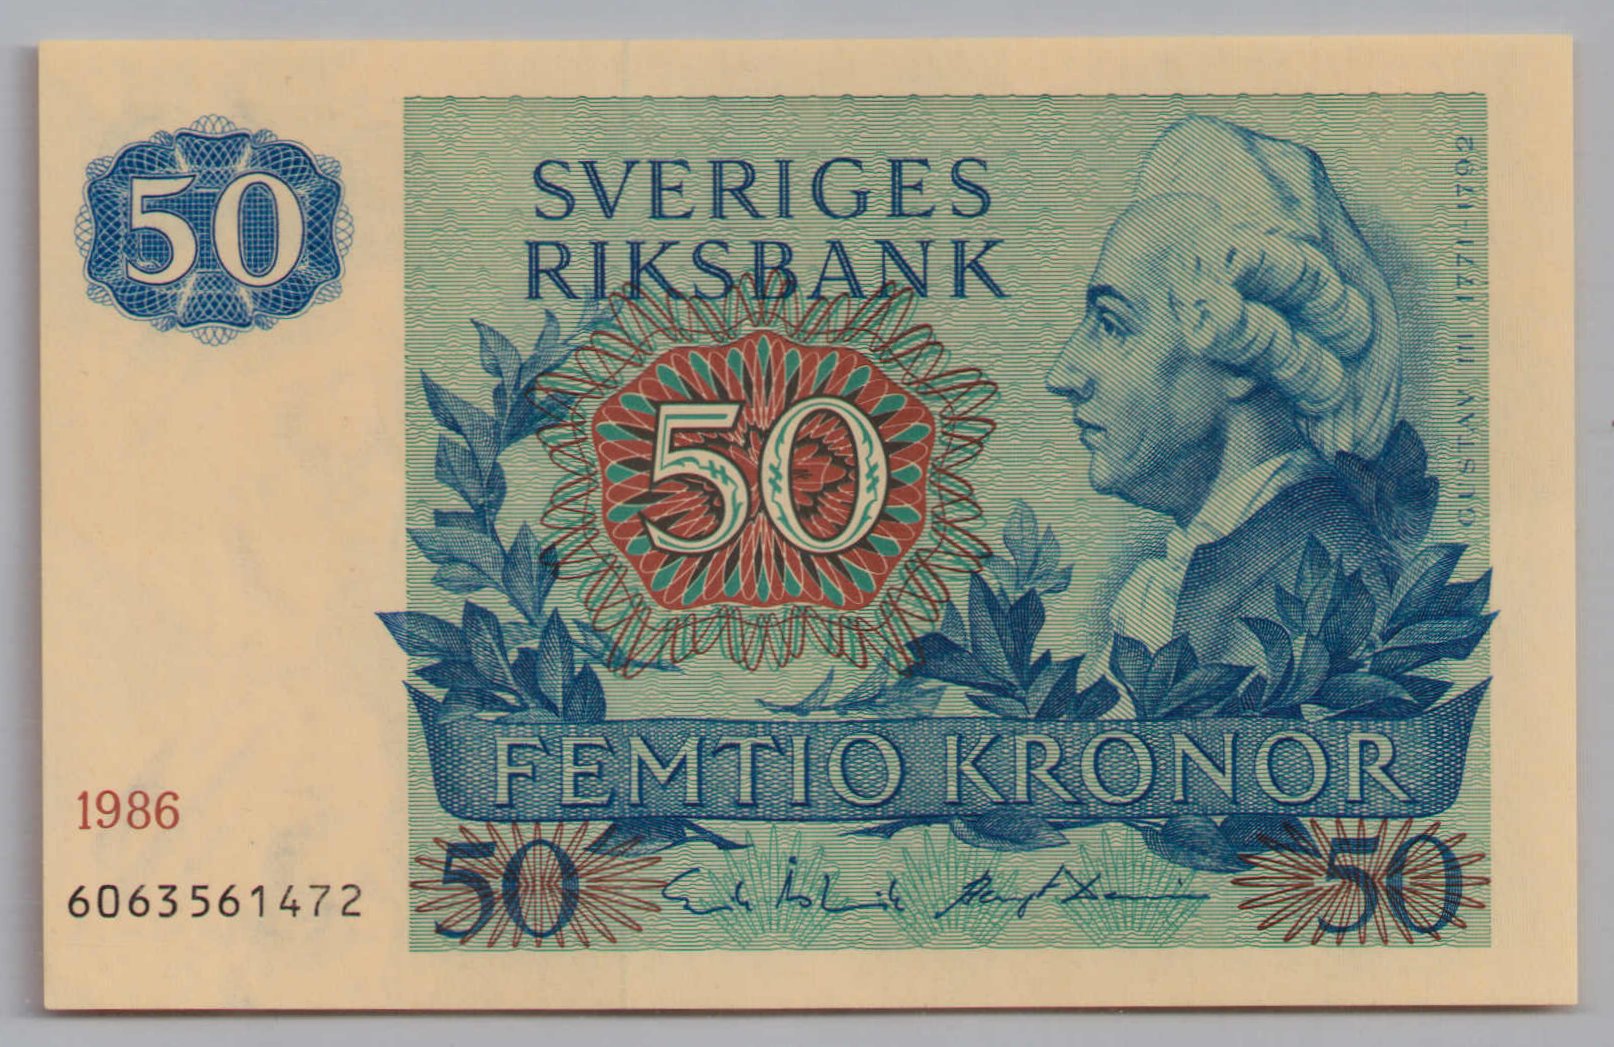 50
SVERIGES
RIKSBANK
50
GUSTAV III 1771-1792
FEMTIO KRONOR
1986
6063561472
50
50